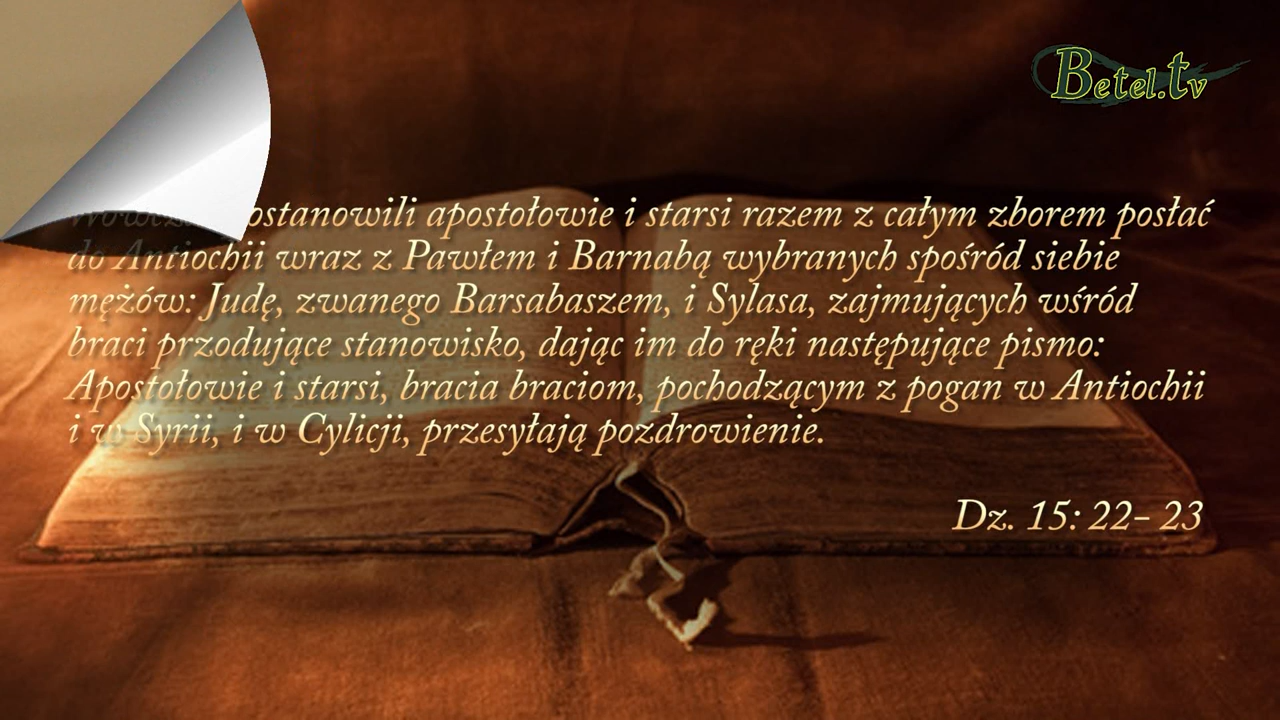 Betel.tv
postanowili apostołowie i starsi razem z całym zborem posłać
do Antiochii wraz z Pawłem i Barnabą wybranych spośród siebie
mężów: Judę, zwanego Barsabaszem, i Sylasa, zajmujących wśród
braci przodujące stanowisko, dając im do ręki następujące pismo:
Apostołowie i starsi, bracia braciom, pochodzącym z pogan w Antiochii
i w Syrii, i w Cylicji, przesyłają pozdrowienie.
Dz. 15: 22- 23